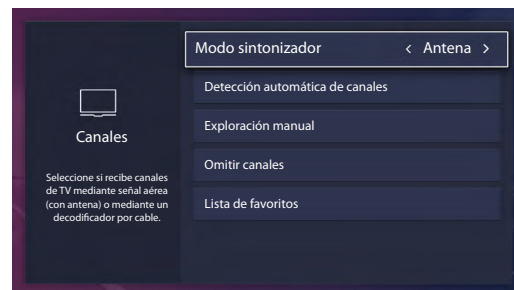 Modo sintonizador < Antena >
Detección automática de canales
Exploración manual
Omitir canales
Lista de favoritos
Canales
Seleccione si recibe canales
de TV mediante señal aérea
(con antena) o mediante un
decodificador por cable.